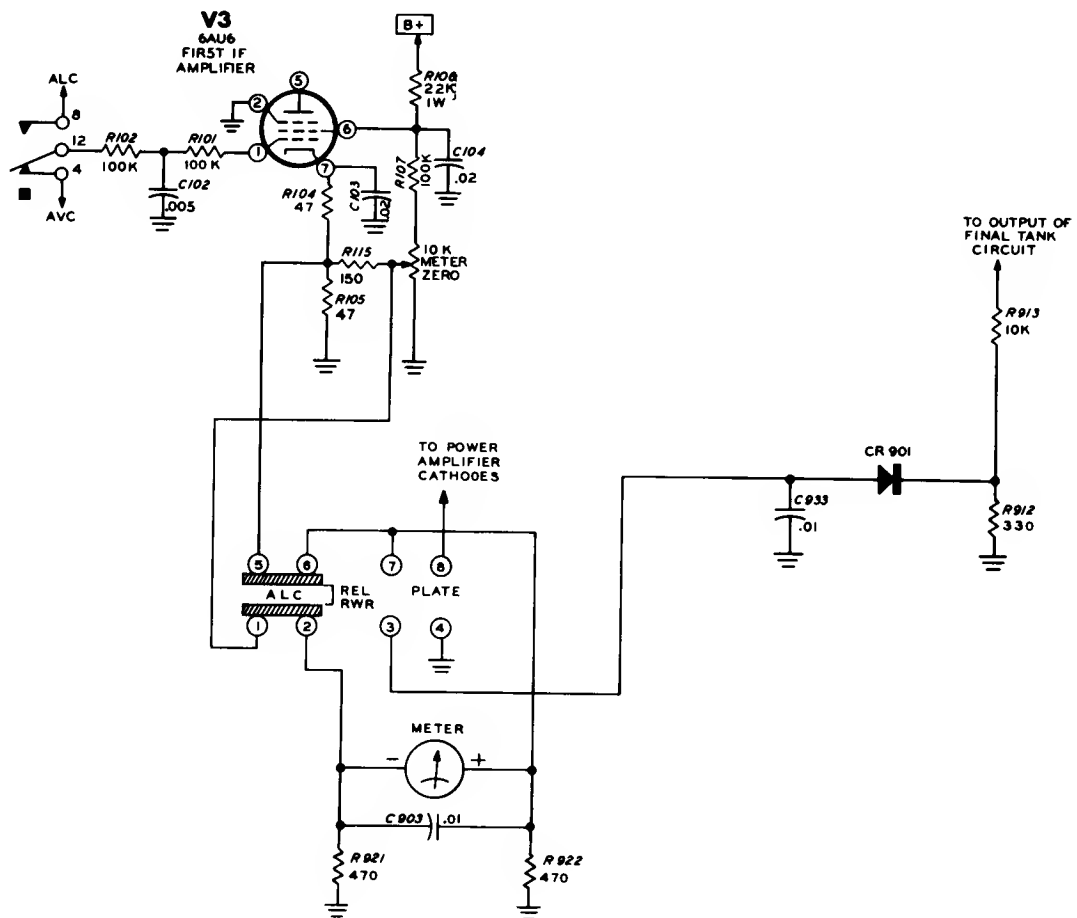 V3
6AU6
FIRST IF
AMPLIFIER
B+
ALC
8
12
4
AVC
R102
100K
R101
100 K
C102
.005
5
2
1
6
7
R106
22K
1W
R107
100K
C104
.02
R104
47
C103
.02
R115
150
10 K
METER
ZERO
R105
47
TO OUTPUT OF
FINAL TANK
CIRCUIT
R913
10K
CR 901
C933
.01
R912
330
TO POWER
AMPLIFIER
CATHODES
5
6
7
8
ALC
REL
RWR
PLATE
1
2
3
4
METER
- +
C903 .01
R921
470
R922
470